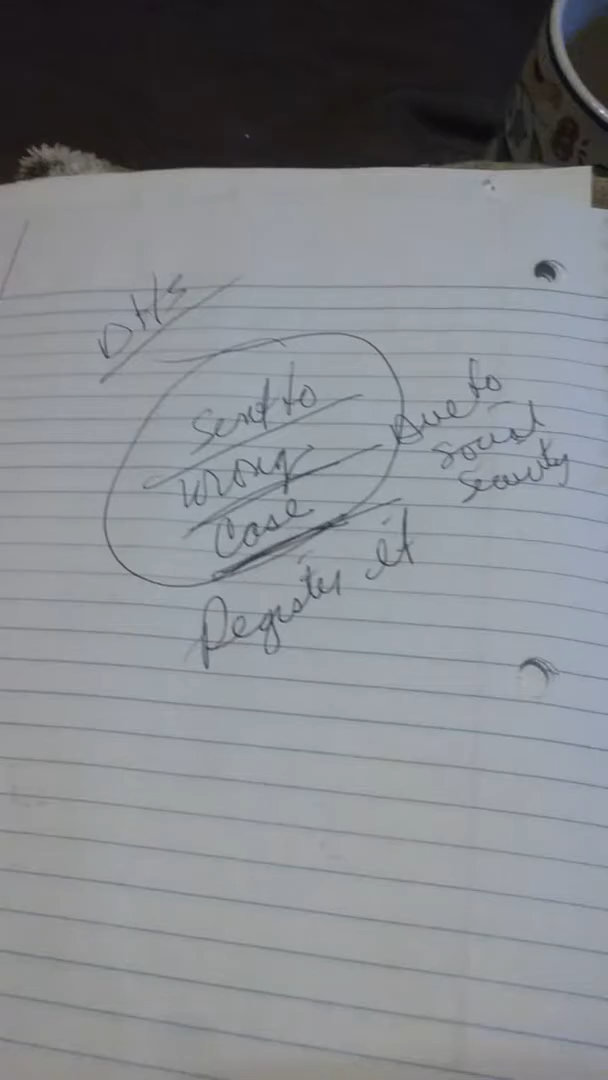 DHS
Sent to
wrong
Case
Due to
Social
Security
Register it